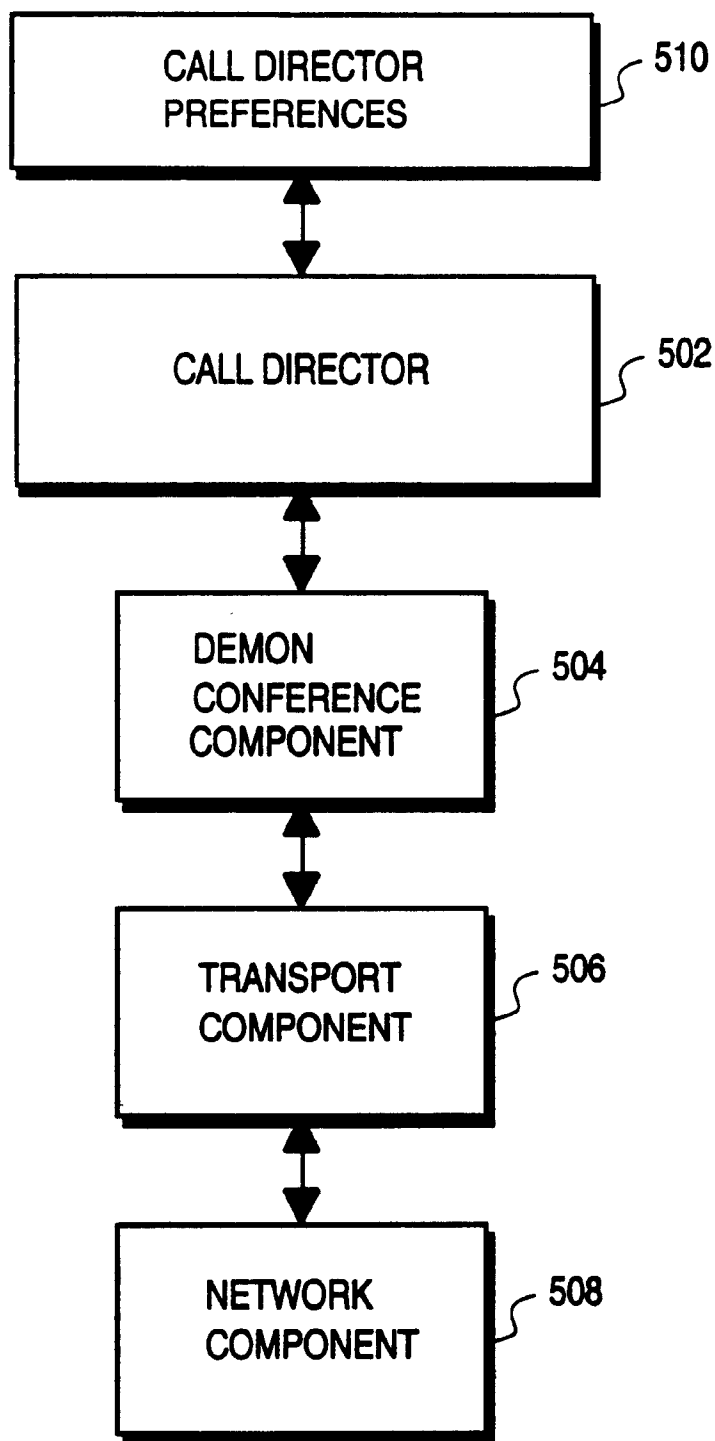 CALL DIRECTOR
PREFERENCES
510
CALL DIRECTOR
502
DEMON
CONFERENCE
COMPONENT
504
TRANSPORT
COMPONENT
506
NETWORK
COMPONENT
508